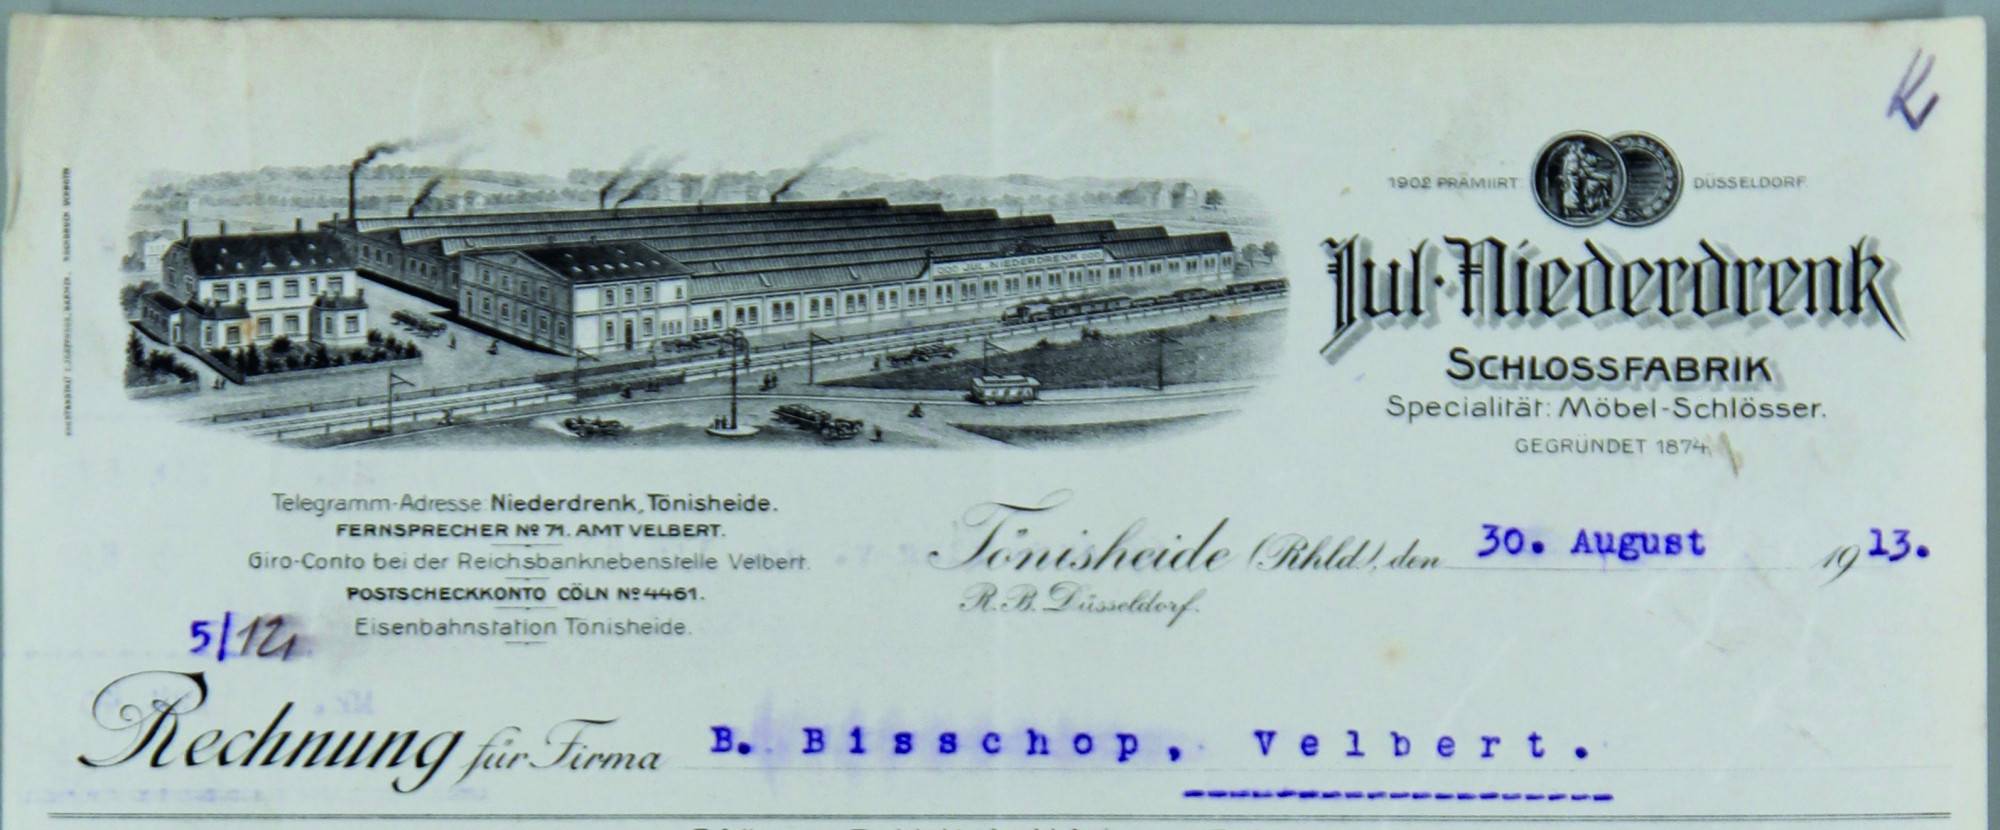 K
1902 PRÄMIIRT DÜSSELDORF.
JUL. NIEDERDRENK
Jul. Niederdrenk
SCHLOSSFABRIK
Specialität: Möbel-Schlösser.
GEGRÜNDET 1874
Telegramm-Adresse: Niederdrenk, Tönisheide.
FERNSPRECHER No 71. AMT VELBERT.
Giro-Conto bei der Reichsbanknebenstelle Velbert.
POSTSCHECKKONTO CÖLN No 4461.
Eisenbahnstation Tönisheide.
Tönisheide (Rhld), den 30. August 1913.
R. B. Düsseldorf.
5/12
Rechnung für Firma B. Bisschop, Velbert.